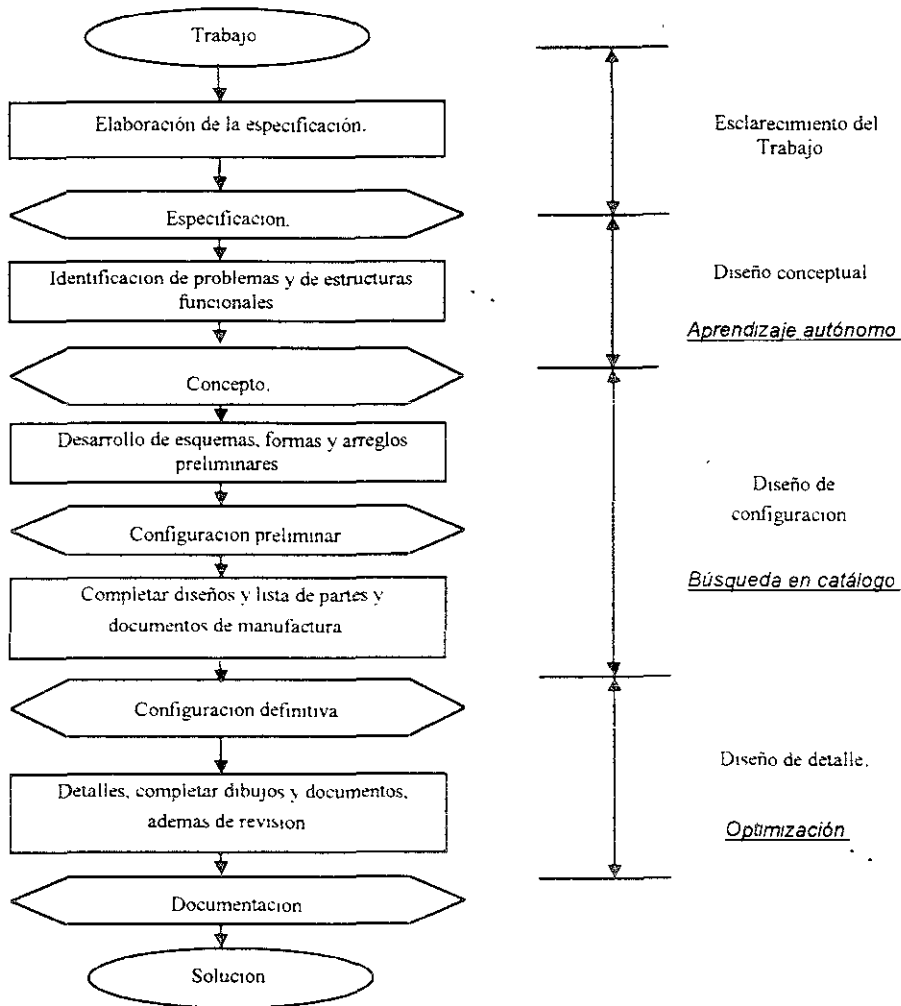 Trabajo
Elaboración de la especificación.
Especificacion.
Identificacion de problemas y de estructuras
funcionales
Concepto.
Desarrollo de esquemas, formas y arreglos
preliminares
Configuracion preliminar
Completar diseños y lista de partes y
documentos de manufactura
Configuracion definitiva
Detalles, completar dibujos y documentos,
ademas de revision
Documentacion
Solucion
Esclarecimiento del
Trabajo
Diseño conceptual
Aprendizaje autónomo
Diseño de
configuracion
Búsqueda en catálogo
Diseño de detalle.
Optimización